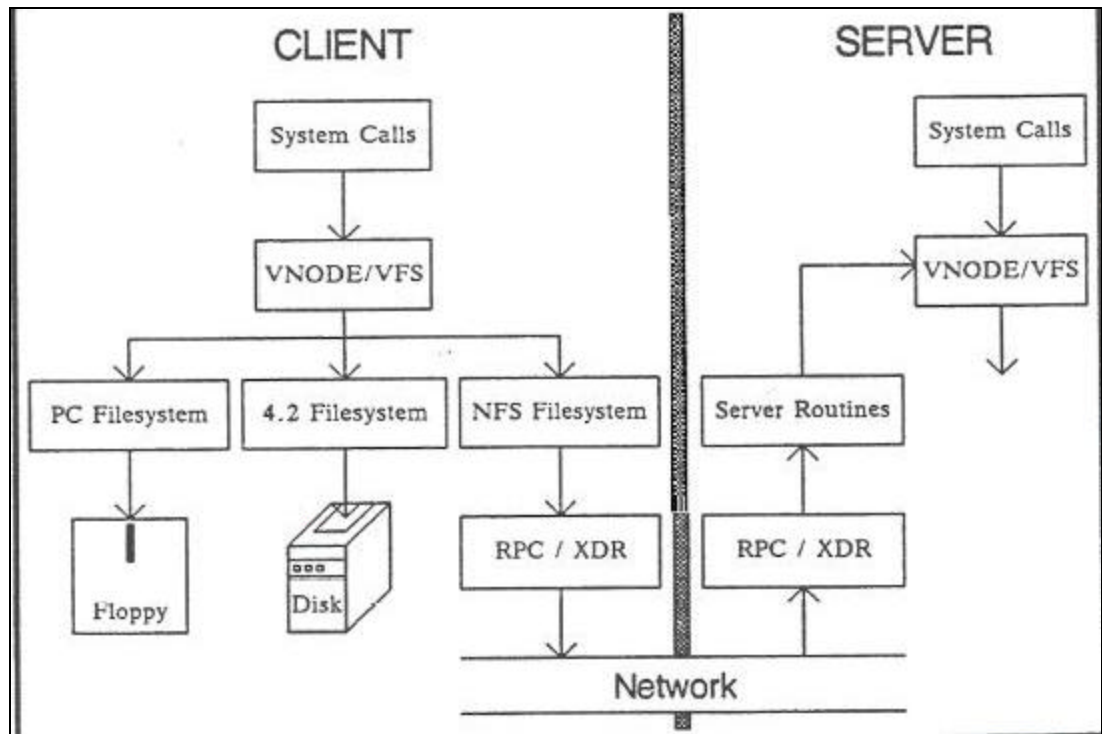 CLIENT
SERVER
System Calls
System Calls
VNODE/VFS
VNODE/VFS
PC Filesystem
4.2 Filesystem
NFS Filesystem
Server Routines
RPC / XDR
RPC / XDR
Floppy
Disk
Network